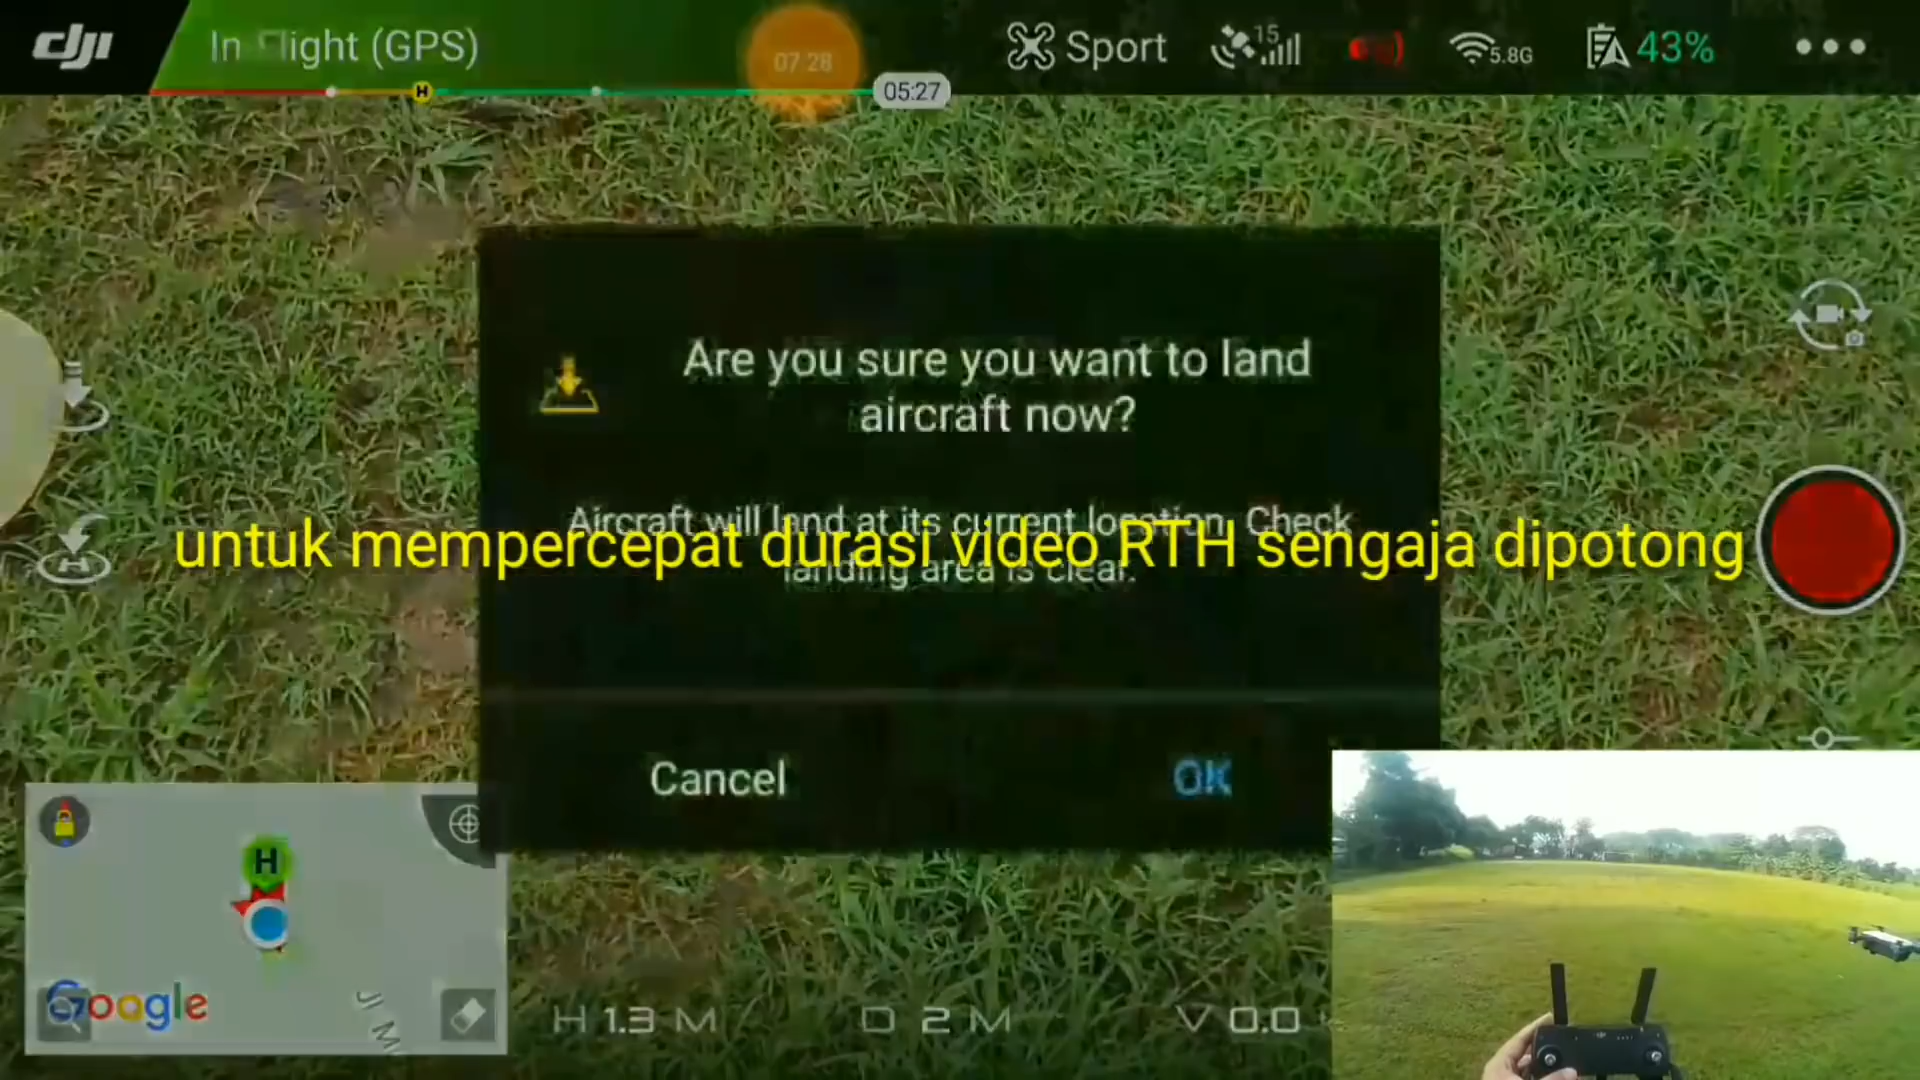 dji
In Flight (GPS)
07:28
Sport
15
5.8G
43%
H
05:27
Are you sure you want to land
aircraft now?
Aircraft will land at its current location. Check
landing area is clear.
untuk mempercepat durasi video RTH sengaja dipotong
Cancel
OK
H
H
Google
H 1.3 M
D 2 M
V 0.0